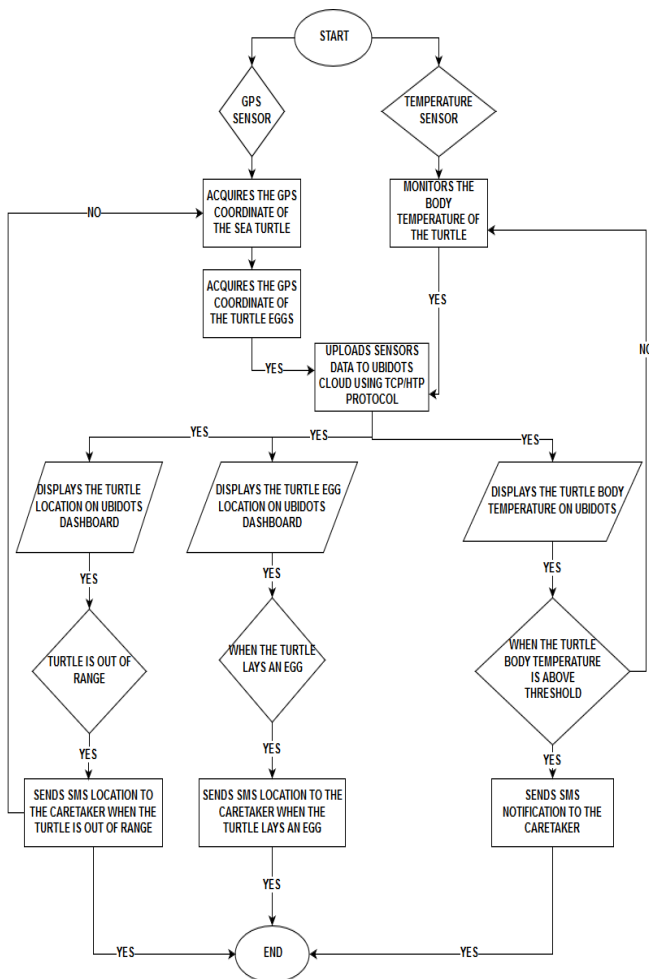 START
GPS
SENSOR
TEMPERATURE
SENSOR
ACQUIRES THE GPS
COORDINATE OF
THE SEA TURTLE
MONITORS THE
BODY
TEMPERATURE OF
THE TURTLE
NO
ACQUIRES THE GPS
COORDINATE OF
THE TURTLE EGGS
YES
NO
YES
UPLOADS SENSORS
DATA TO UBIDOTS
CLOUD USING TCP/HTP
PROTOCOL
YES
YES
YES
DISPLAYS THE TURTLE
LOCATION ON UBIDOTS
DASHBOARD
DISPLAYS THE TURTLE EGG
LOCATION ON UBIDOTS
DASHBOARD
DISPLAYS THE TURTLE BODY
TEMPERATURE ON UBIDOTS
YES
YES
YES
TURTLE IS OUT OF
RANGE
WHEN THE TURTLE
LAYS AN EGG
WHEN THE TURTLE
BODY TEMPERATURE
IS ABOVE
THRESHOLD
YES
YES
YES
SENDS SMS LOCATION TO
THE CARETAKER WHEN THE
TURTLE IS OUT OF RANGE
SENDS SMS LOCATION TO THE
CARETAKER WHEN THE
TURTLE LAYS AN EGG
SENDS SMS
NOTIFICATION TO THE
CARETAKER
YES
YES
END
YES